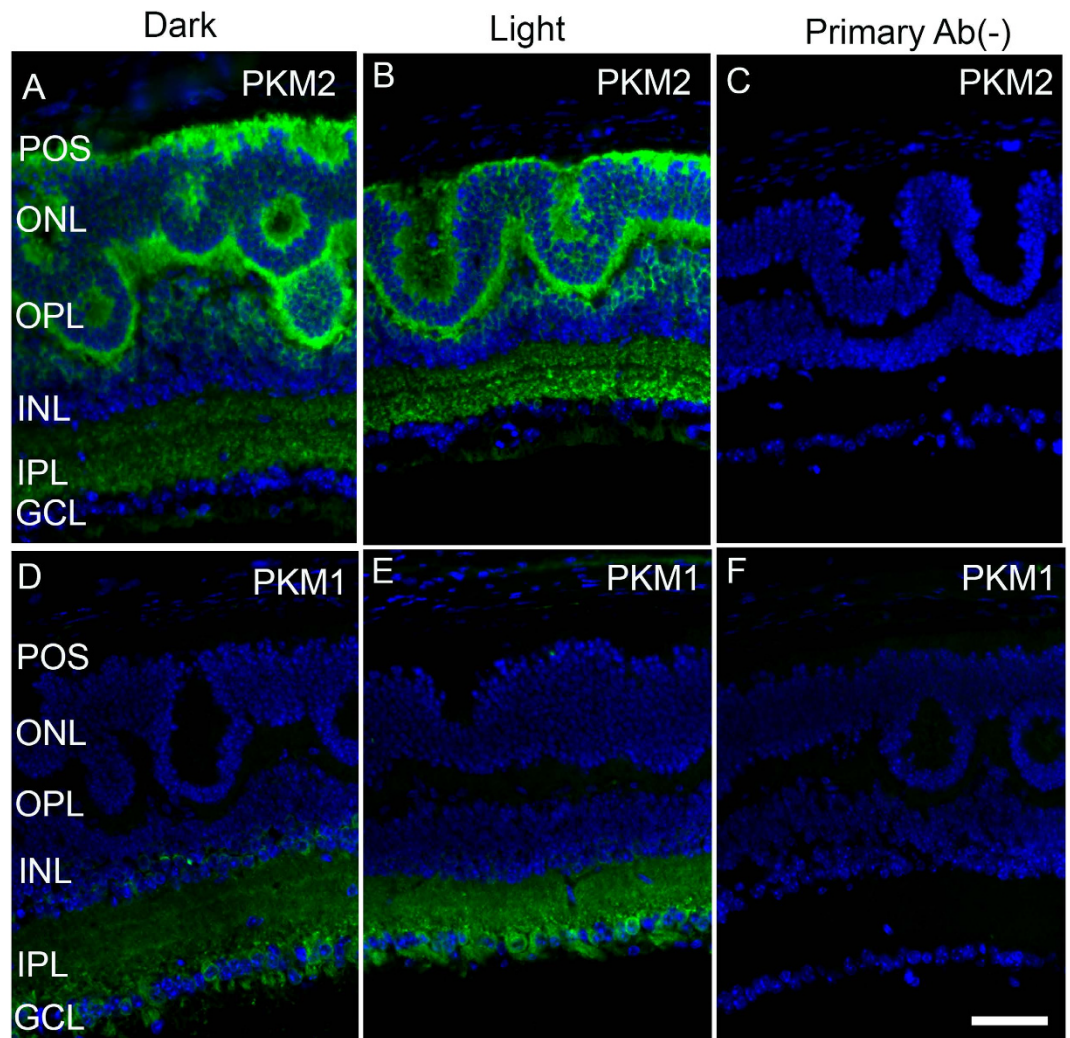 Dark Light Primary Ab(-)
A PKM2 B PKM2 C PKM2
POS
ONL
OPL
INL
IPL
GCL
D PKM1 E PKM1 F PKM1
POS
ONL
OPL
INL
IPL
GCL